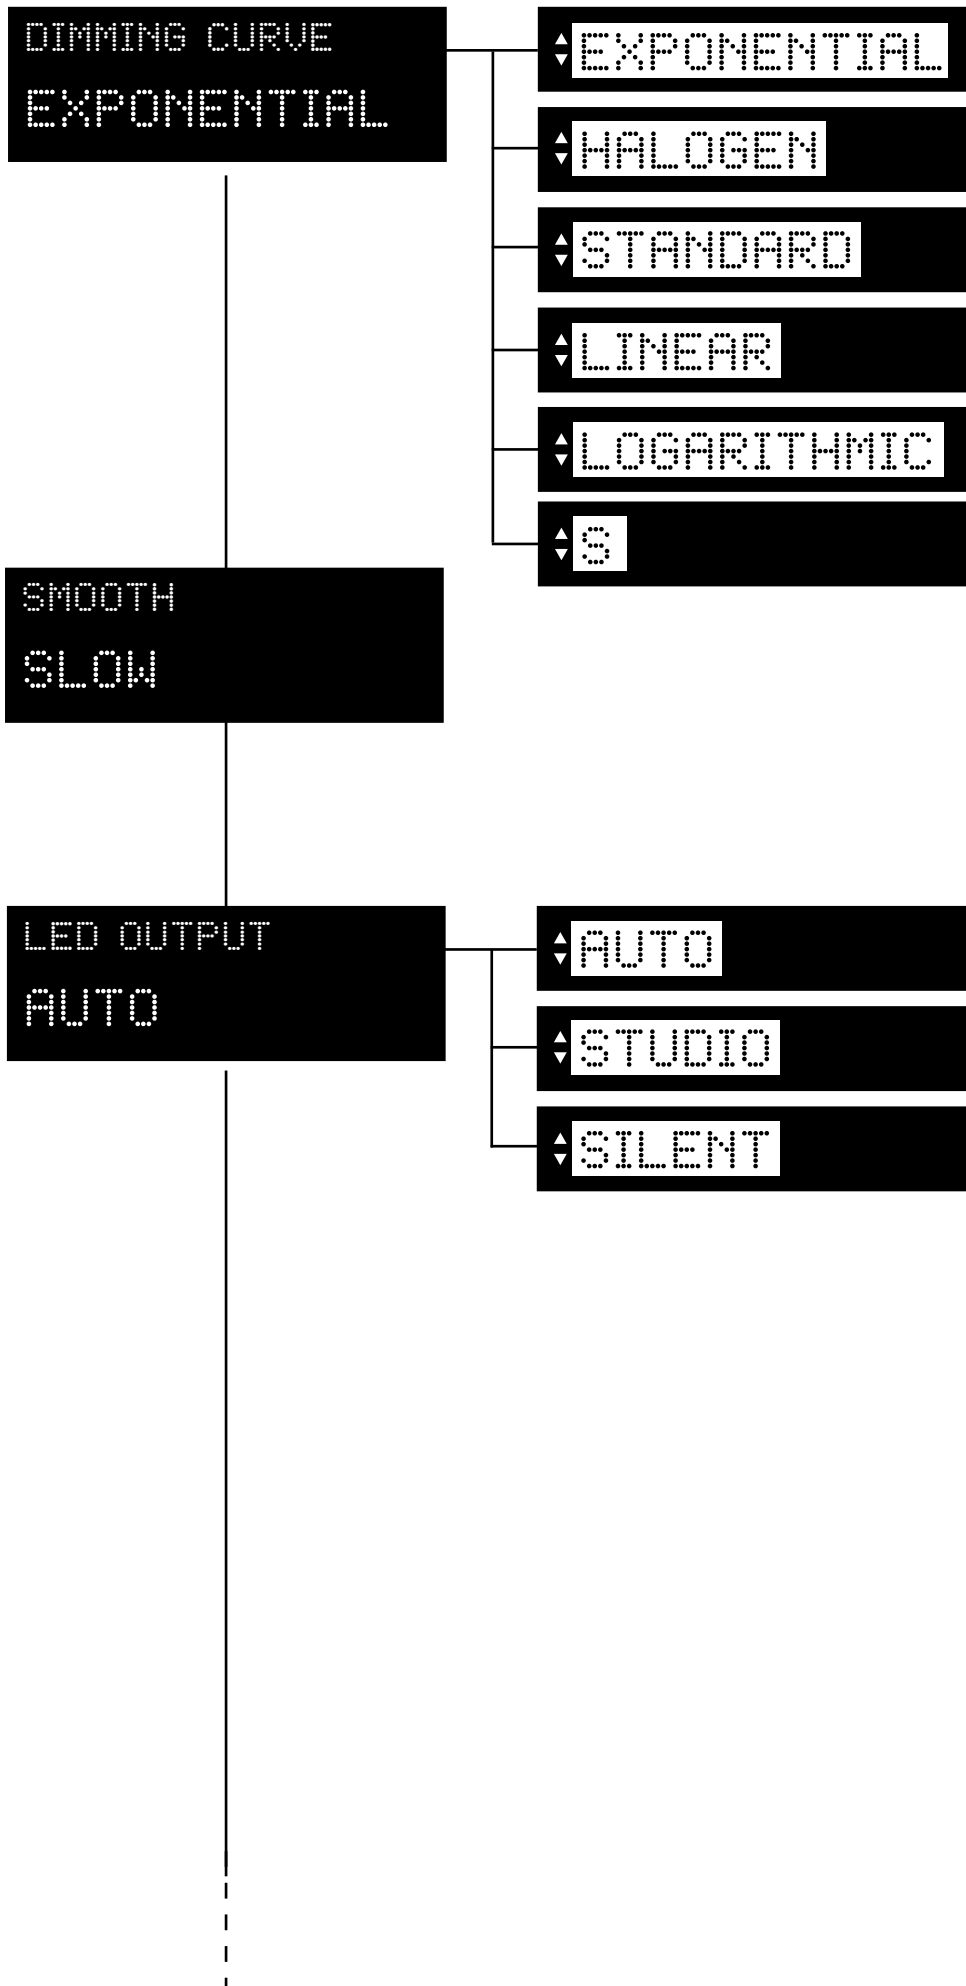 DIMMING CURVE
EXPONENTIAL
EXPONENTIAL
HALOGEN
STANDARD
LINEAR
LOGARITHMIC
S
SMOOTH
SLOW
LED OUTPUT
AUTO
AUTO
STUDIO
SILENT